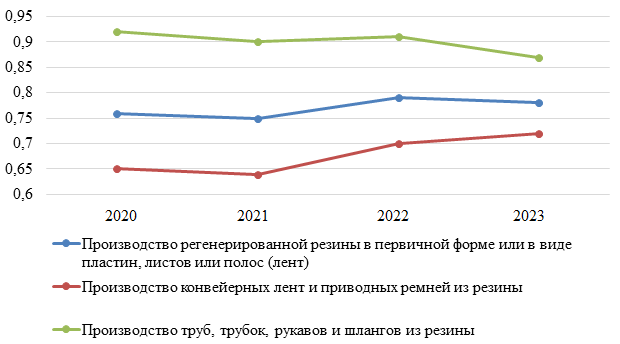 0,95
0,9
0,85
0,8
0,75
0,7
0,65
0,6
2020 2021 2022 2023
Производство регенерированной резины в первичной форме или в виде
пластин, листов или полос (лент)
Производство конвейерных лент и приводных ремней из резины
Производство труб, трубок, рукавов и шлангов из резины